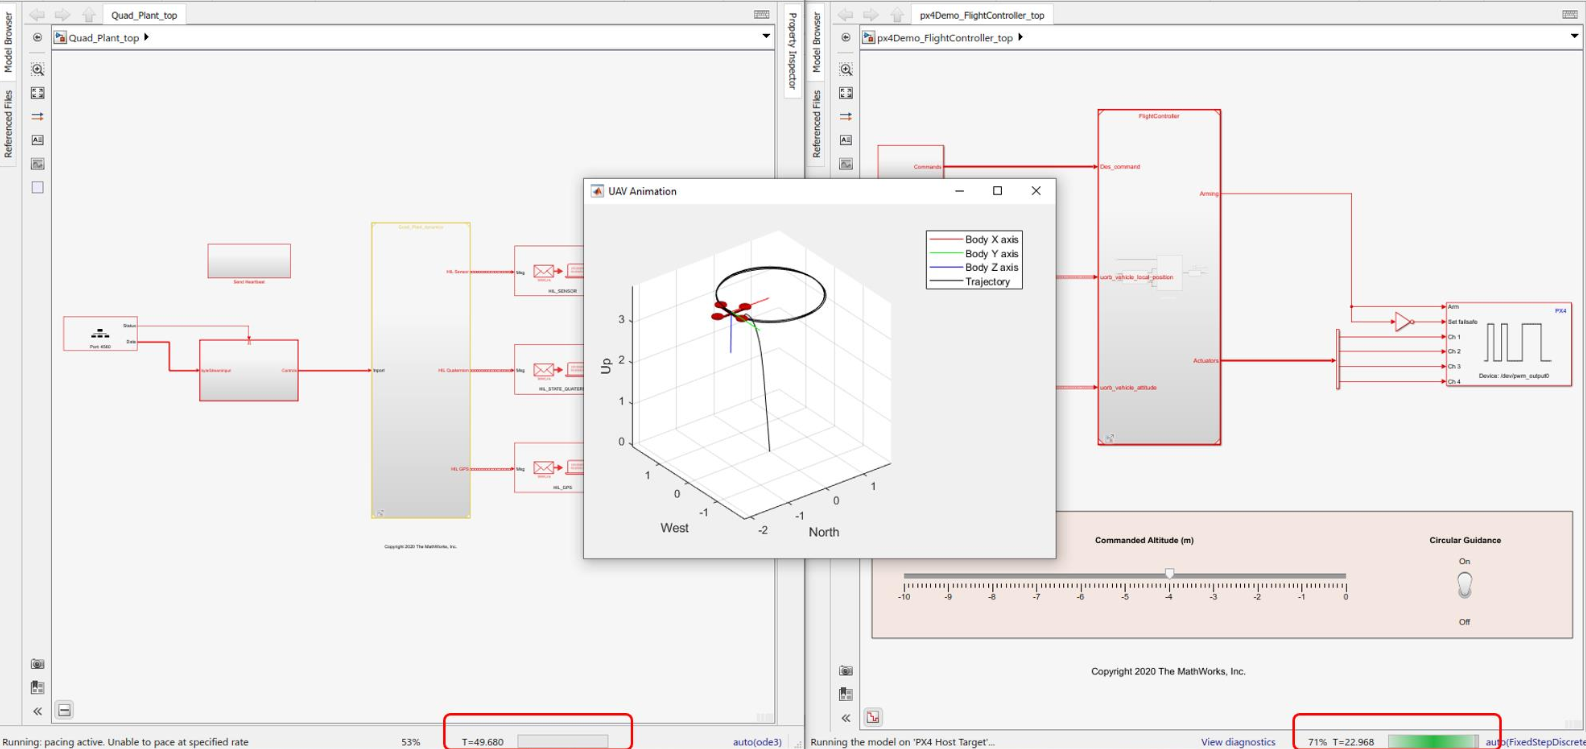 Quad_Plant_top
Quad_Plant_top
Model Browser
Referenced Files
Property Inspector
Quad_Plant_dynamics
Send Heartbeat
Status
Data
Port: 4560
Controls
Input
HIL Sensor
HIL Quaternion
HIL GPS
Msg
HIL_SENSOR
Msg
HIL_STATE_QUATER
Msg
HIL_GPS
Copyright 2020 The MathWorks, Inc.
Running: pacing active. Unable to pace at specified rate
53%
T=49.680
auto(ode3)
UAV Animation
Body X axis
Body Y axis
Body Z axis
Trajectory
Up
3
2
1
0
1
0
-1
West
-2
-1
0
1
North
px4Demo_FlightController_top
px4Demo_FlightController_top
Model Browser
Referenced Files
Commands
FlightController
Des_command
uorb_vehicle_local_position
uorb_vehicle_attitude
Arming
Actuators
PX4
Arm
Set failsafe
Ch 1
Ch 2
Ch 3
Ch 4
Device: /dev/pwm_output0
Commanded Altitude (m)
-10 -9 -8 -7 -6 -5 -4 -3 -2 -1 0
Circular Guidance
On
Off
Copyright 2020 The MathWorks, Inc.
Running the model on 'PX4 Host Target'...
View diagnostics
71% T=22.968
auto(FixedStepDiscrete